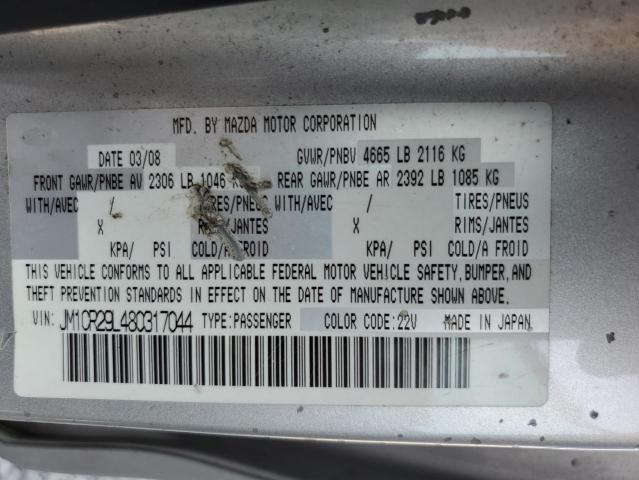 MFD. BY MAZDA MOTOR CORPORATION
DATE 03/08 GVWR/PNBV 4665 LB 2116 KG
FRONT GAWR/PNBE AV 2306 LB 1046 KG REAR GAWR/PNBE AR 2392 LB 1085 KG
WITH/AVEC / TIRES/PNEUS WITH/AVEC / TIRES/PNEUS
X RIMS/JANTES X RIMS/JANTES
KPA/ PSI COLD/A FROID KPA/ PSI COLD/A FROID
THIS VEHICLE CONFORMS TO ALL APPLICABLE FEDERAL MOTOR VEHICLE SAFETY, BUMPER, AND
THEFT PREVENTION STANDARDS IN EFFECT ON THE DATE OF MANUFACTURE SHOWN ABOVE.
VIN: JM1CR29L480317044 TYPE:PASSENGER COLOR CODE:22V MADE IN JAPAN